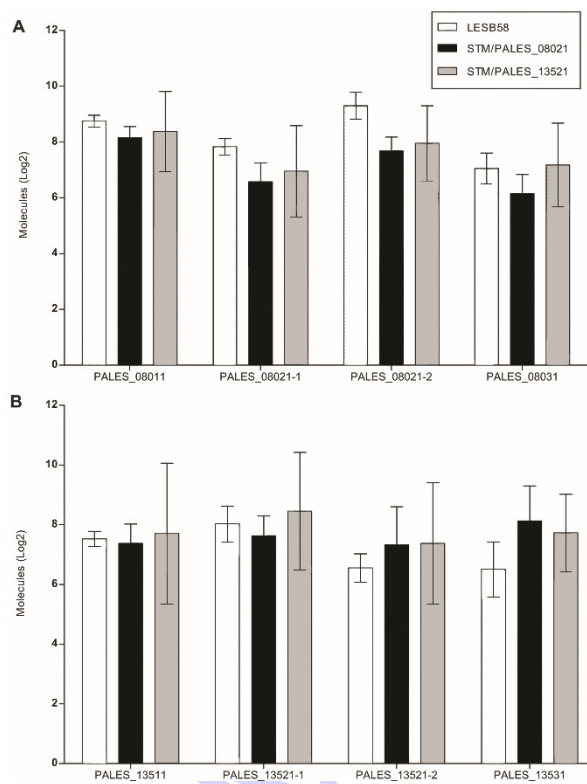 A
LESB58
STM/PALES_08021
STM/PALES_13521
12
10
8
6
4
2
0
Molecules (Log2)
PALES_08011
PALES_08021-1
PALES_08021-2
PALES_08031
B
12
10
8
6
4
2
0
Molecules (Log2)
PALES_13511
PALES_13521-1
PALES_13521-2
PALES_13531